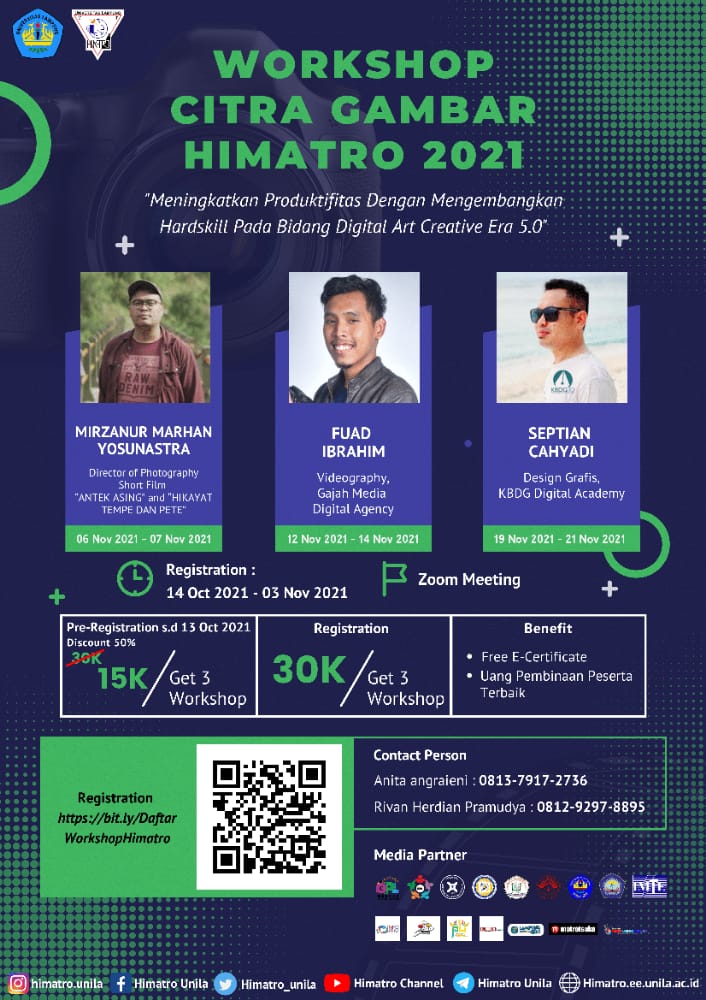 WORKSHOP
CITRA GAMBAR
HIMATRO 2021
"Meningkatkan Produktifitas Dengan Mengembangkan
Hardskill Pada Bidang Digital Art Creative Era 5.0"
MIRZANUR MARHAN
YOSUNASTRA
Director of Photography
Short Film
"ANTEK ASING" and "HIKAYAT
TEMPE DAN PETE"
06 Nov 2021 - 07 Nov 2021
FUAD
IBRAHIM
Videography,
Gajah Media
Digital Agency
12 Nov 2021 - 14 Nov 2021
SEPTIAN
CAHYADI
Design Grafis,
KBDG Digital Academy
19 Nov 2021 - 21 Nov 2021
Registration :
14 Oct 2021 - 03 Nov 2021
Zoom Meeting
Pre-Registration s.d 13 Oct 2021
Discount 50%
30K
15K
Get 3
Workshop
Registration
30K
Get 3
Workshop
Benefit
• Free E-Certificate
• Uang Pembinaan Peserta
Terbaik
Registration
https://bit.ly/Daftar
WorkshopHimatro
Contact Person
Anita angraieni : 0813-7917-2736
Rivan Herdian Pramudya : 0812-9297-8895
Media Partner
himatro.unila
Himatro Unila
Himatro_unila
Himatro Channel
Himatro Unila
Himatro.ee.unila.ac.id